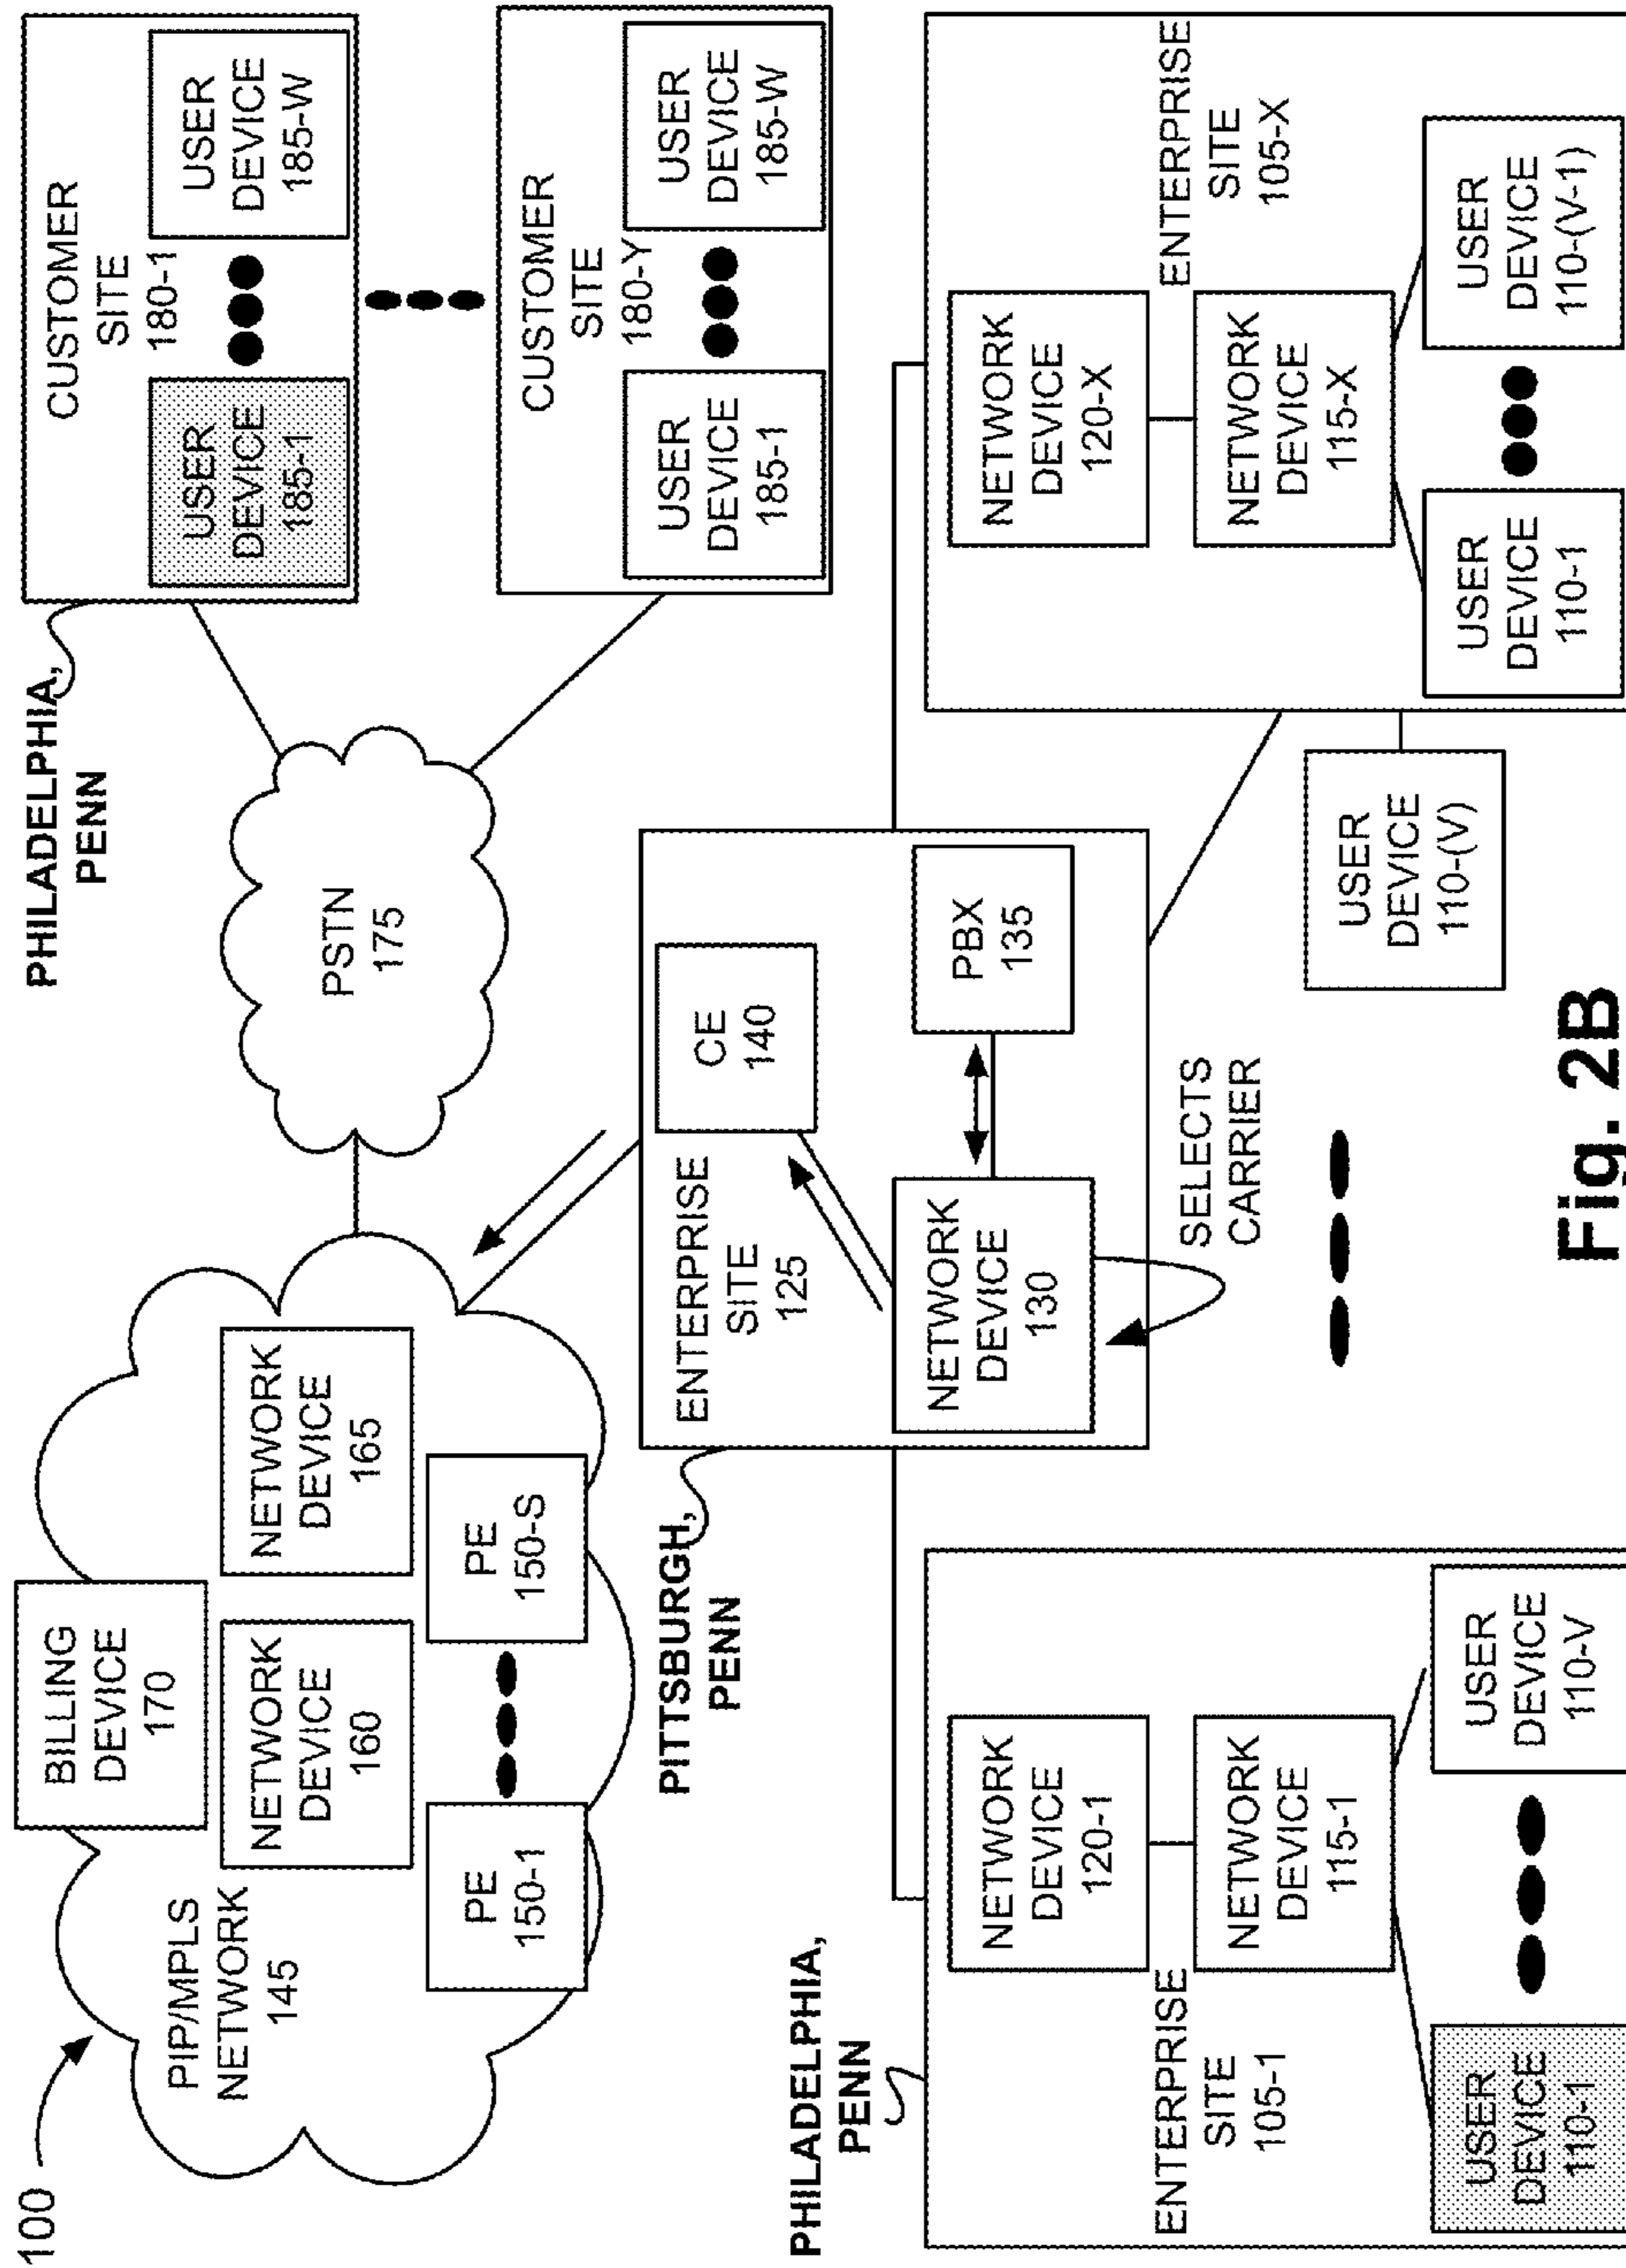 100
PIP/MPLS
NETWORK
145
BILLING
DEVICE
170
NETWORK
DEVICE
160
NETWORK
DEVICE
165
PE
150-1
PE
150-S
PSTN
175
PHILADELPHIA,
PENN
CUSTOMER
SITE
180-1
USER
DEVICE
185-1
USER
DEVICE
185-W
CUSTOMER
SITE
180-Y
USER
DEVICE
185-1
USER
DEVICE
185-W
PITTSBURGH,
PENN
ENTERPRISE
SITE
125
CE
140
NETWORK
DEVICE
130
PBX
135
SELECTS
CARRIER
PHILADELPHIA,
PENN
ENTERPRISE
SITE
105-1
NETWORK
DEVICE
120-1
NETWORK
DEVICE
115-1
USER
DEVICE
110-1
USER
DEVICE
110-V
USER
DEVICE
110-(V)
ENTERPRISE
SITE
105-X
NETWORK
DEVICE
120-X
NETWORK
DEVICE
115-X
USER
DEVICE
110-1
USER
DEVICE
110-(V-1)
Fig. 2B